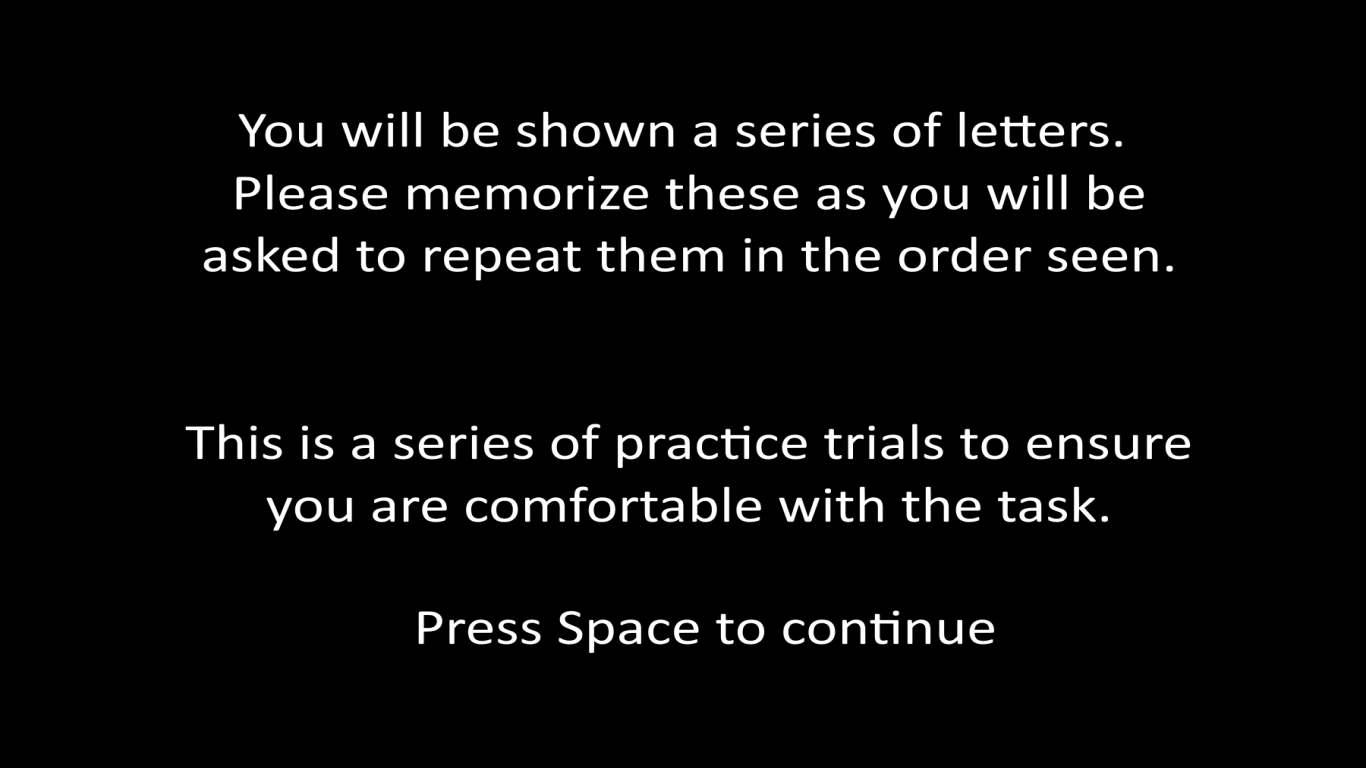 You will be shown a series of letters.
Please memorize these as you will be
asked to repeat them in the order seen.
This is a series of practice trials to ensure
you are comfortable with the task.
Press Space to continue